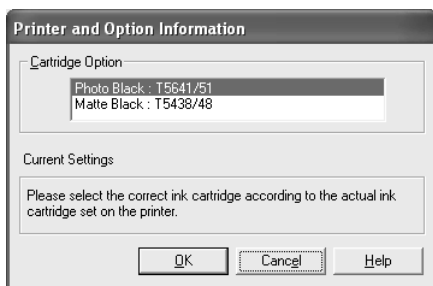 Printer and Option Information
Cartridge Option
Photo Black : T5641/51
Matte Black : T5438/48
Current Settings
Please select the correct ink cartridge according to the actual ink
cartridge set on the printer.
OK Cancel Help